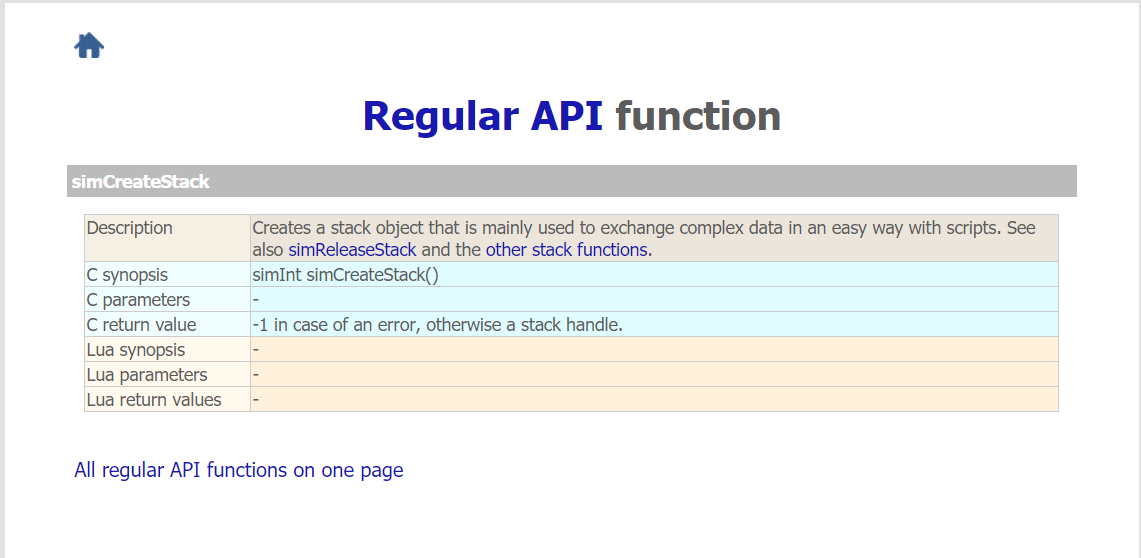 Regular API function
simCreateStack
Description
Creates a stack object that is mainly used to exchange complex data in an easy way with scripts. See
also simReleaseStack and the other stack functions.
C synopsis
simInt simCreateStack()
C parameters
-
C return value
-1 in case of an error, otherwise a stack handle.
Lua synopsis
-
Lua parameters
-
Lua return values
-
All regular API functions on one page